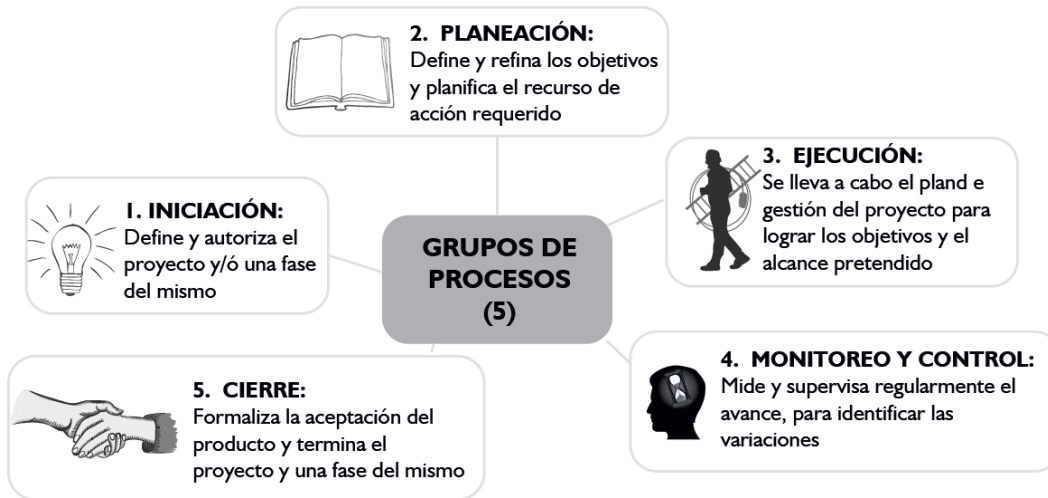 2. PLANEACIÓN:
Define y refina los objetivos
y planifica el recurso de
acción requerido
3. EJECUCIÓN:
Se lleva a cabo el pland e
gestión del proyecto para
lograr los objetivos y el
alcance pretendido
1. INICIACIÓN:
Define y autoriza el
proyecto y/ó una fase
del mismo
GRUPOS DE
PROCESOS
(5)
4. MONITOREO Y CONTROL:
Mide y supervisa regularmente el
avance, para identificar las
variaciones
5. CIERRE:
Formaliza la aceptación del
producto y termina el
proyecto y una fase del mismo